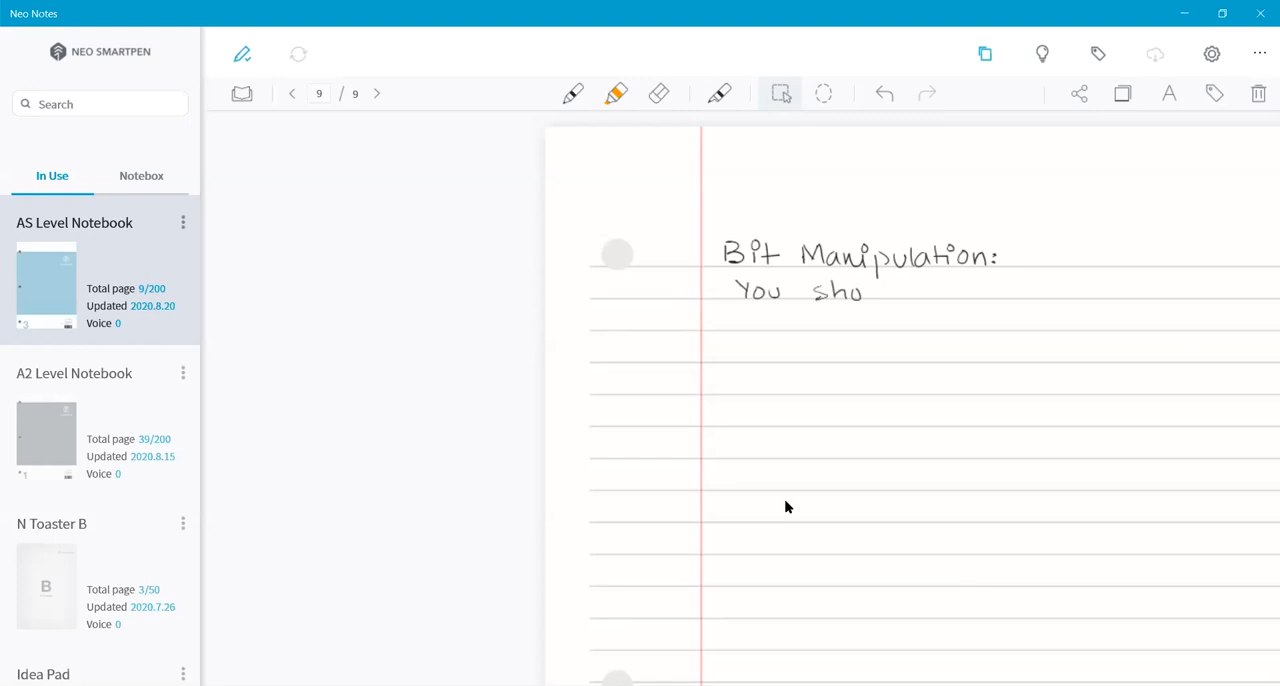 Neo Notes
NEO SMARTPEN
Search
9 / 9
In Use Notebox
AS Level Notebook
Total page 9/200
Updated 2020.8.20
Voice 0
3
A2 Level Notebook
Total page 39/200
Updated 2020.8.15
Voice 0
1
N Toaster B
B
Total page 3/50
Updated 2020.7.26
Voice 0
Idea Pad
Bit Manipulation:
You sho